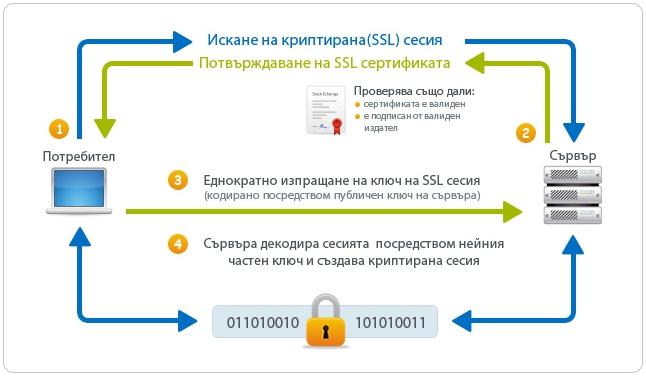 Искане на криптирана(SSL) сесия
Потвърждаване на SSL сертификата
Проверява също дали:
сертификата е валиден
е подписан от валиден
издател
1
2
Потребител
Сървър
3 Еднократно изпращане на ключ на SSL сесия
(кодирано посредством публичен ключ на сървъра)
4 Сървъра декодира сесията посредством нейния
частен ключ и създава криптирана сесия
011010010 101010011